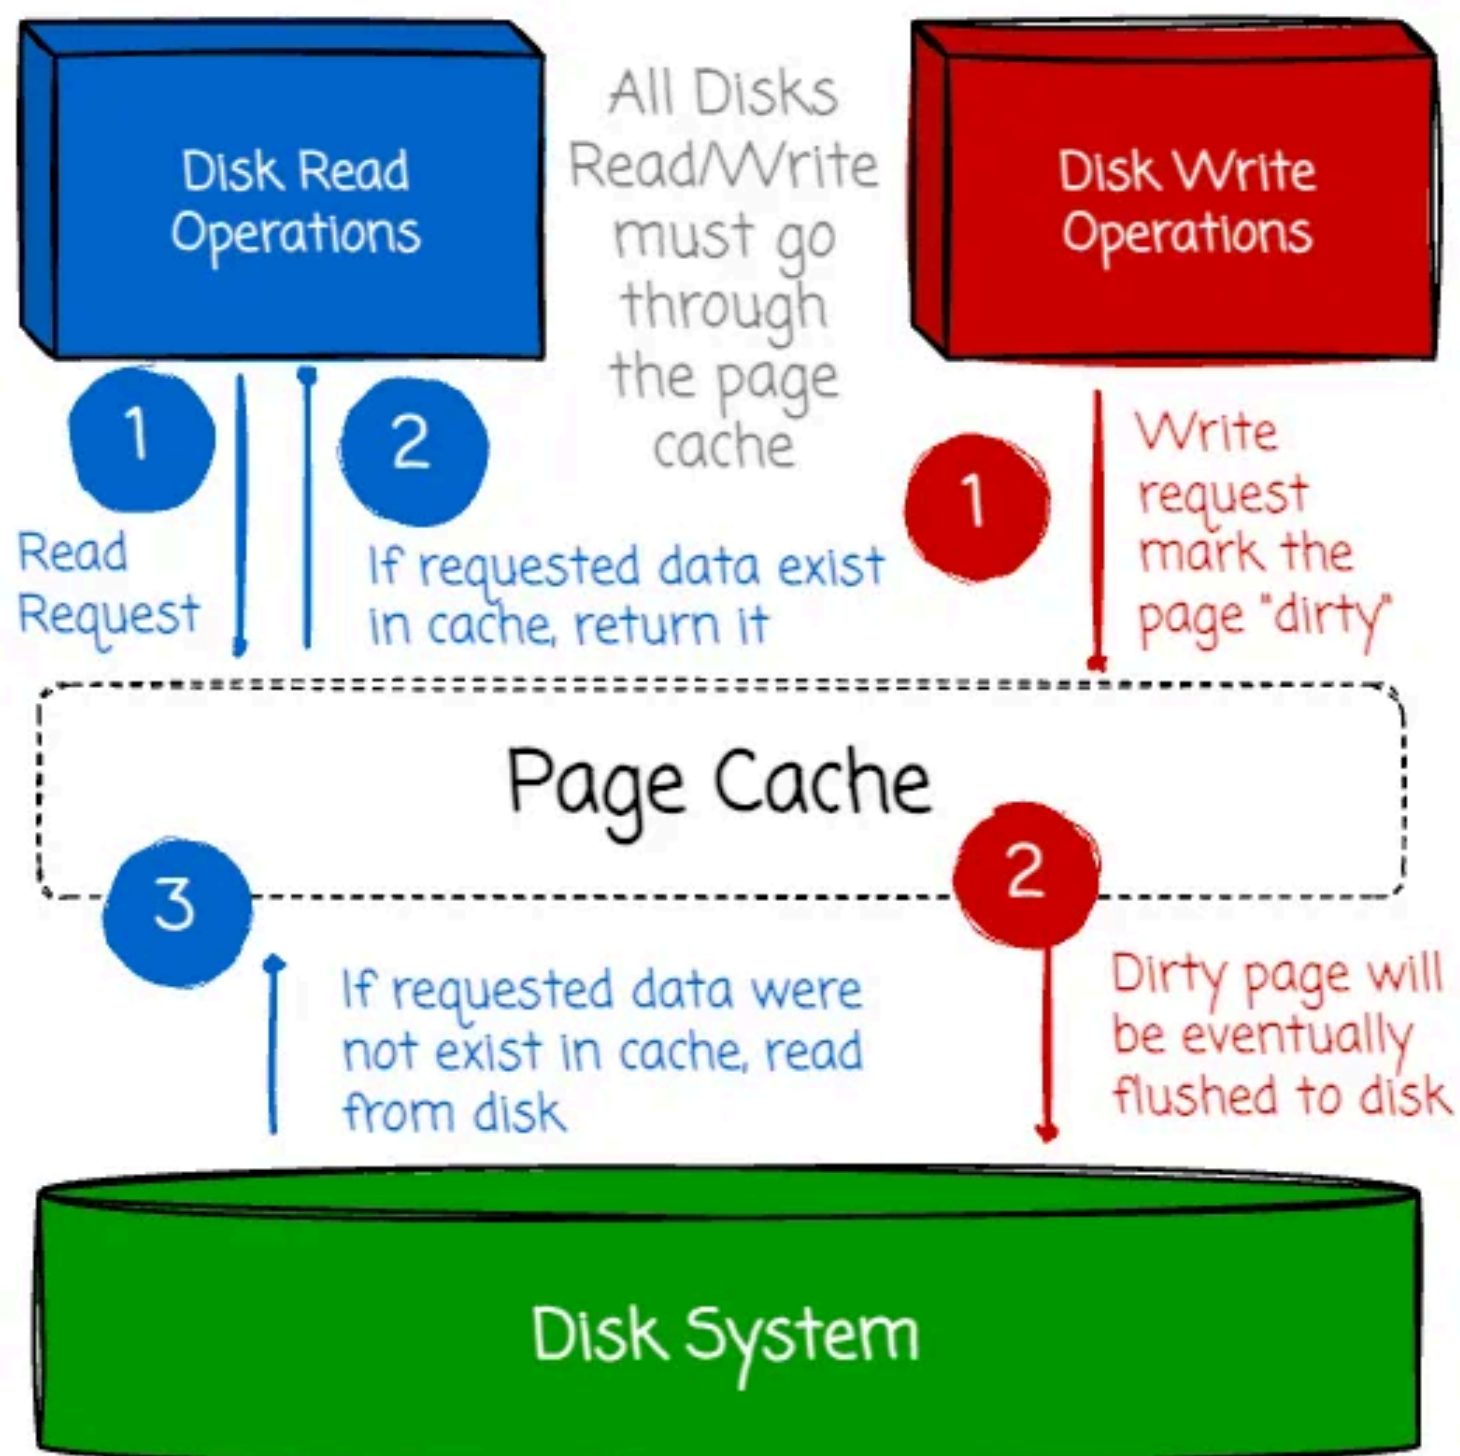 Disk Read
Operations
All Disks
Read/Write
must go
through
the page
cache
Disk Write
Operations
1
2
Read
Request
If requested data exist
in cache, return it
1
Write
request
mark the
page "dirty"
Page Cache
3
2
If requested data were
not exist in cache, read
from disk
Dirty page will
be eventually
flushed to disk
Disk System